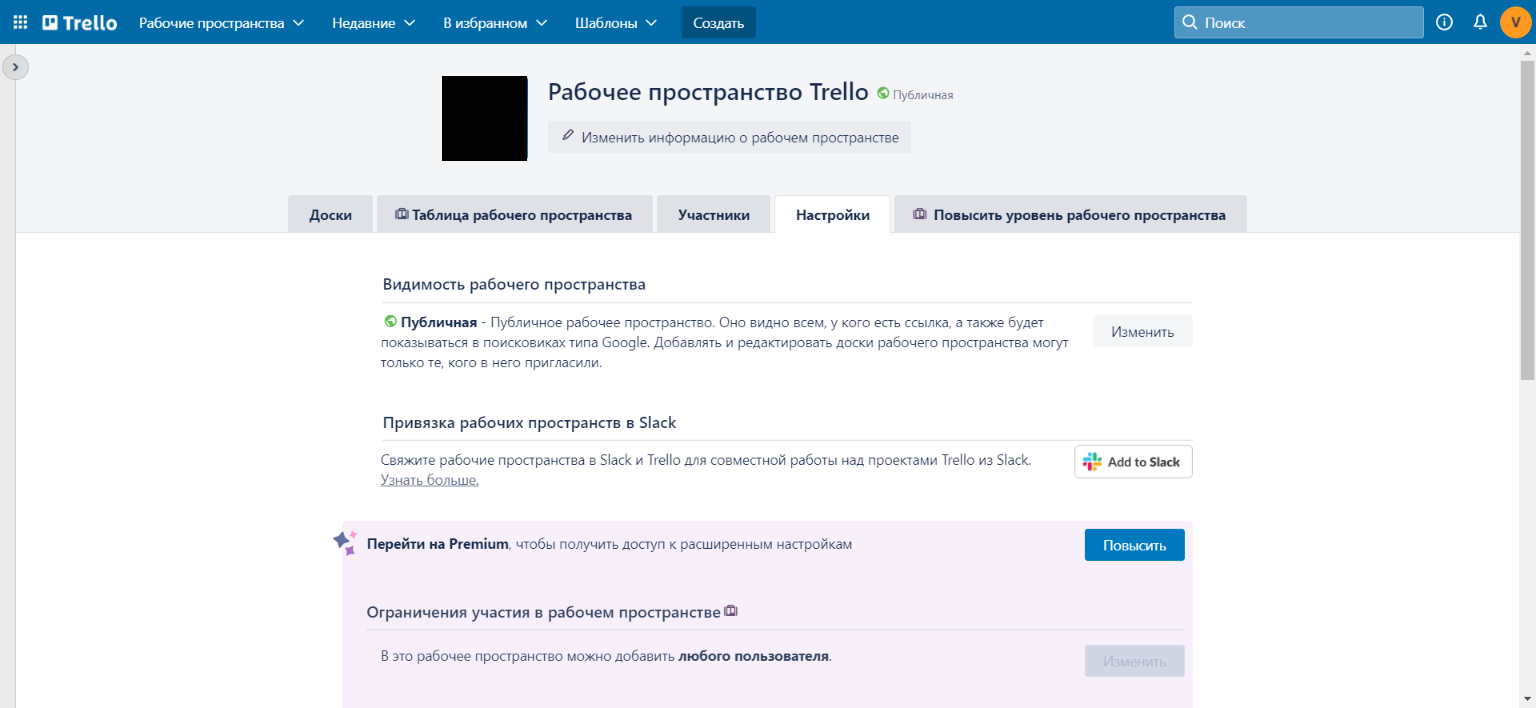 Trello Рабочие пространства Недавние В избранном Шаблоны Создать Поиск V
Рабочее пространство Trello Публичная
Изменить информацию о рабочем пространстве
Доски Таблица рабочего пространства Участники Настройки Повысить уровень рабочего пространства
Видимость рабочего пространства
Публичная - Публичное рабочее пространство. Оно видно всем, у кого есть ссылка, а также будет
показываться в поисковиках типа Google. Добавлять и редактировать доски рабочего пространства могут
только те, кого в него пригласили.
Изменить
Привязка рабочих пространств в Slack
Свяжите рабочие пространства в Slack и Trello для совместной работы над проектами Trello из Slack.
Узнать больше.
Add to Slack
Перейти на Premium, чтобы получить доступ к расширенным настройкам
Повысить
Ограничения участия в рабочем пространстве
В это рабочее пространство можно добавить любого пользователя.
Изменить